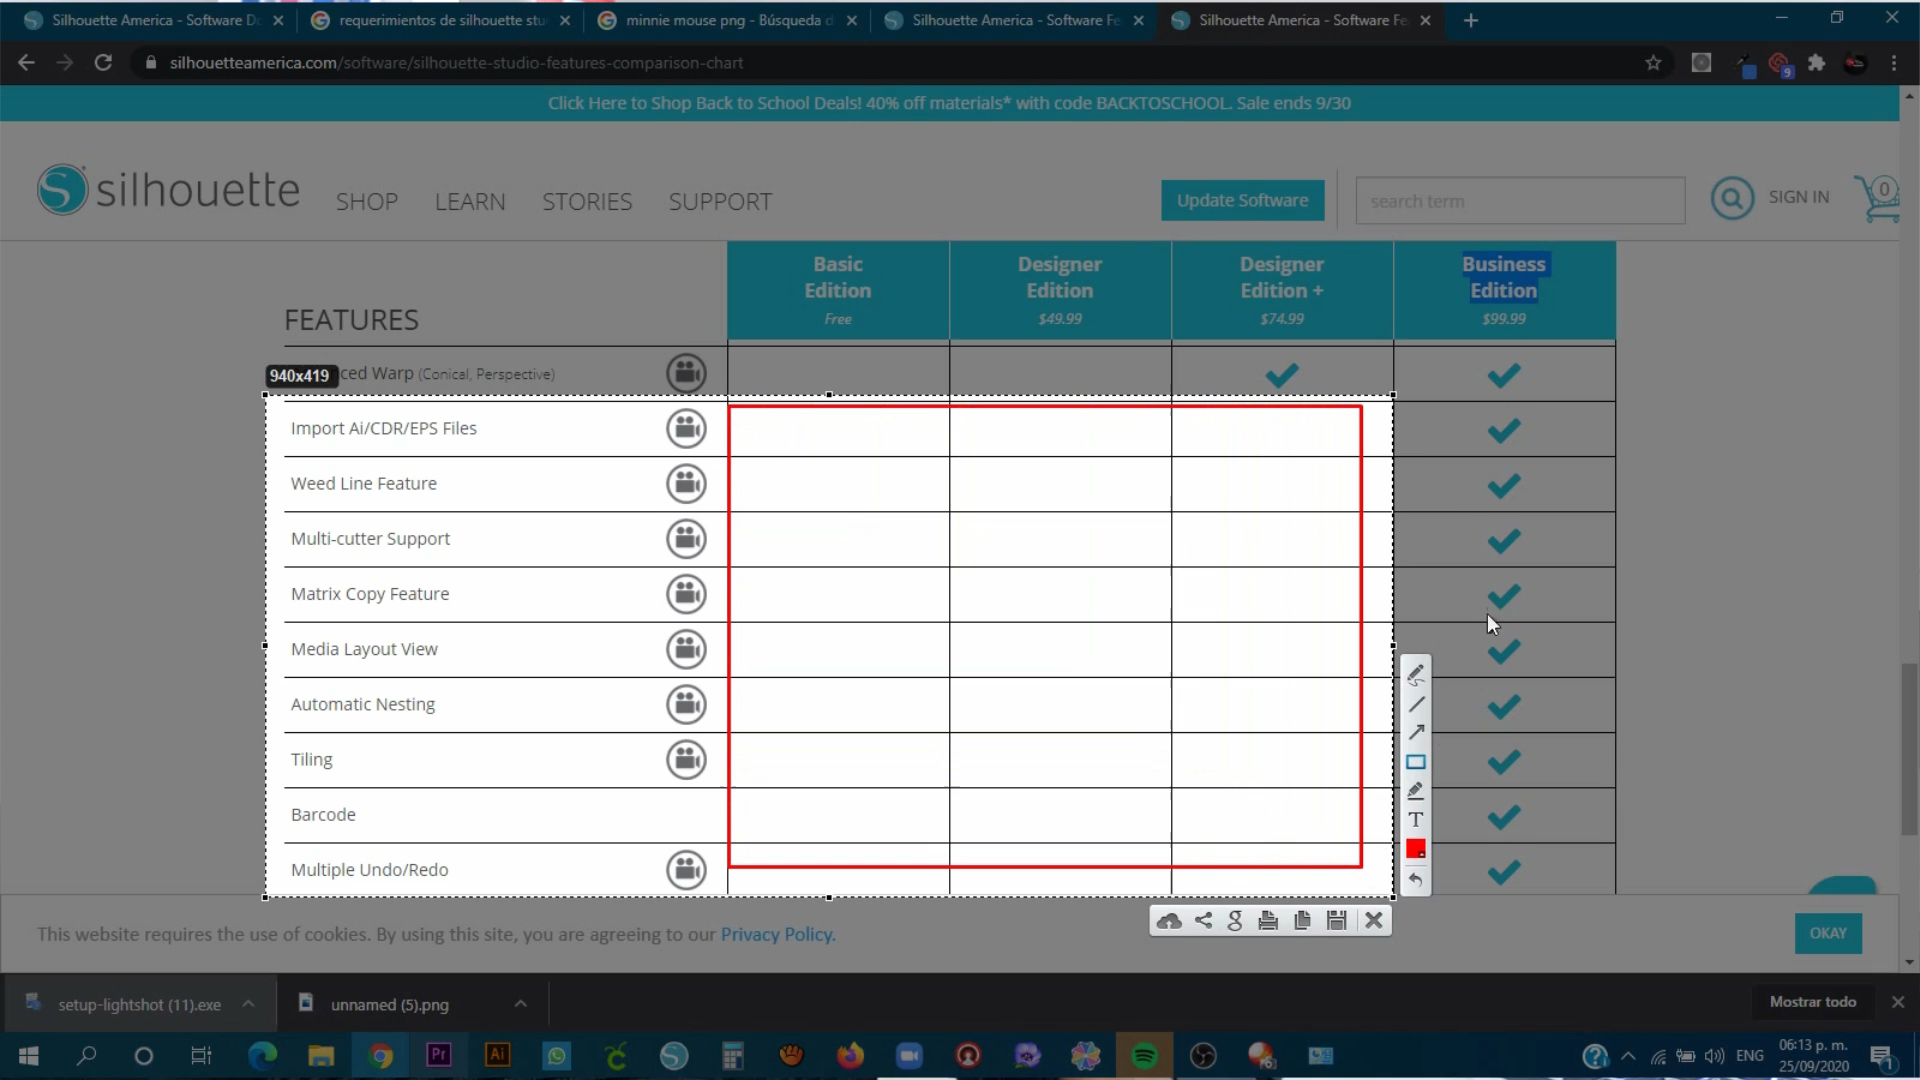 Silhouette America - Software Do
requerimientos de silhouette stu
minnie mouse png - Búsqueda d
Silhouette America - Software Fe
Silhouette America - Software Fe
silhouetteamerica.com/software/silhouette-studio-features-comparison-chart
9
Click Here to Shop Back to School Deals! 40% off materials* with code BACKTOSCHOOL. Sale ends 9/30
silhouette
SHOP
LEARN
STORIES
SUPPORT
Update Software
search term
SIGN IN
0
FEATURES
Basic Edition
Free
Designer Edition
$49.99
Designer Edition +
$74.99
Business Edition
$99.99
940x419
ced Warp (Conical, Perspective)
Import Ai/CDR/EPS Files
Weed Line Feature
Multi-cutter Support
Matrix Copy Feature
Media Layout View
Automatic Nesting
Tiling
Barcode
Multiple Undo/Redo
T
g
This website requires the use of cookies. By using this site, you are agreeing to our Privacy Policy.
OKAY
setup-lightshot (11).exe
unnamed (5).png
Mostrar todo
Pr
Ai
ENG
06:13 p. m.
25/09/2020
1